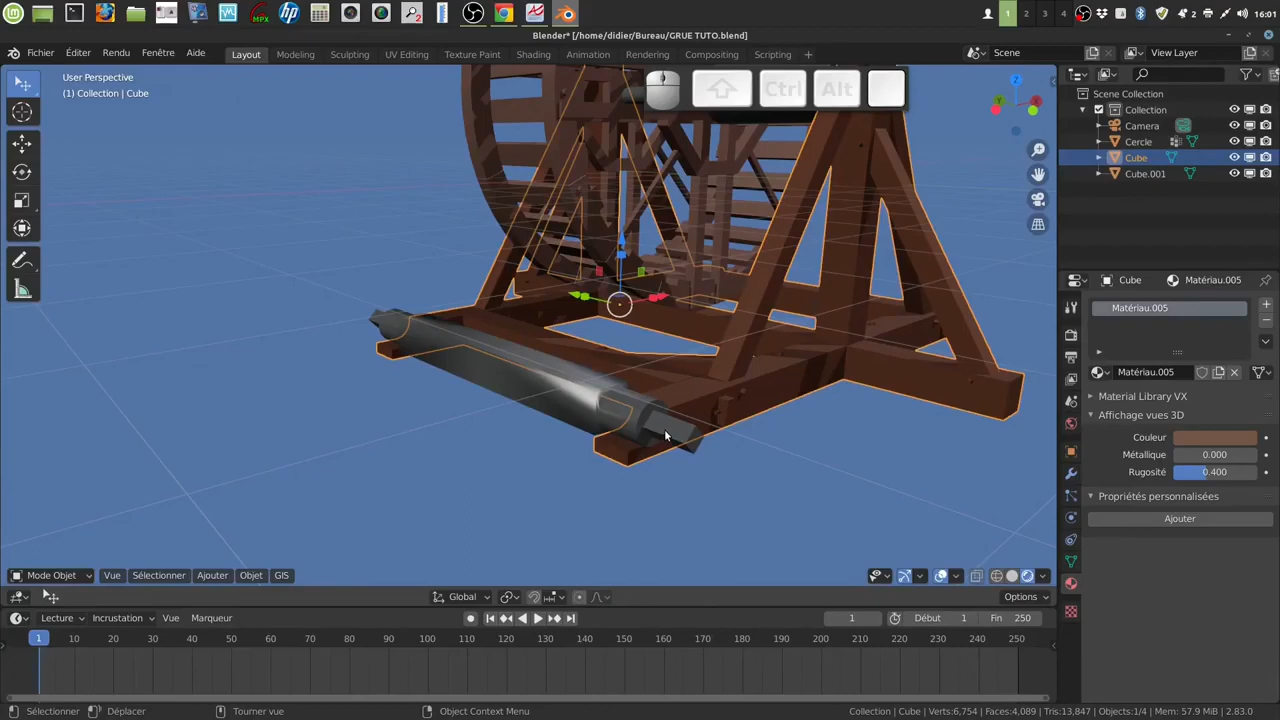 MPX
1
2
3
4
16:01
Blender* [/home/didier/Bureau/GRUE TUTO.blend]
Fichier Éditer Rendu Fenêtre Aide
Layout Modeling Sculpting UV Editing Texture Paint Shading Animation Rendering Compositing Scripting +
Scene
View Layer
User Perspective
(1) Collection | Cube
Ctrl
Alt
Z
Scene Collection
Collection
Camera
Cercle
Cube
Cube.001
Cube
Matériau.005
Matériau.005
Matériau.005
Material Library VX
Affichage vues 3D
Couleur
Métallique 0.000
Rugosité 0.400
Propriétés personnalisées
Ajouter
Mode Objet Vue Sélectionner Ajouter Objet GIS
Global
Options
Lecture Incrustation Vue Marqueur
1
Début 1
Fin 250
1 10 20 30 40 50 60 70 80 90 100 110 120 130 140 150 160 170 180 190 200 210 220 230 240 250
Sélectionner Déplacer Tourner vue Object Context Menu
Collection | Cube | Verts:6,754 | Faces:4,089 | Tris:13,847 | Objects:1/4 | Mem: 57.9 MiB | 2.83.0